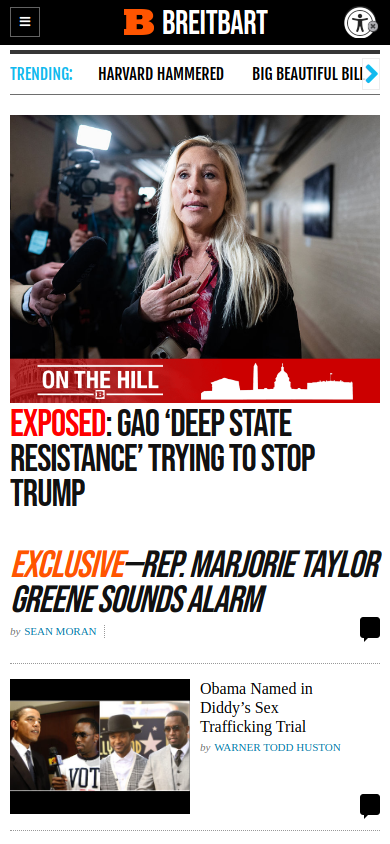 BREITBART
TRENDING: HARVARD HAMMERED BIG BEAUTIFUL BILL
ON THE HILL
EXPOSED: GAO ‘DEEP STATE
RESISTANCE’ TRYING TO STOP
TRUMP
EXCLUSIVE—REP. MARJORIE TAYLOR
GREENE SOUNDS ALARM
by SEAN MORAN
VOT
Obama Named in
Diddy’s Sex
Trafficking Trial
by WARNER TODD HUSTON